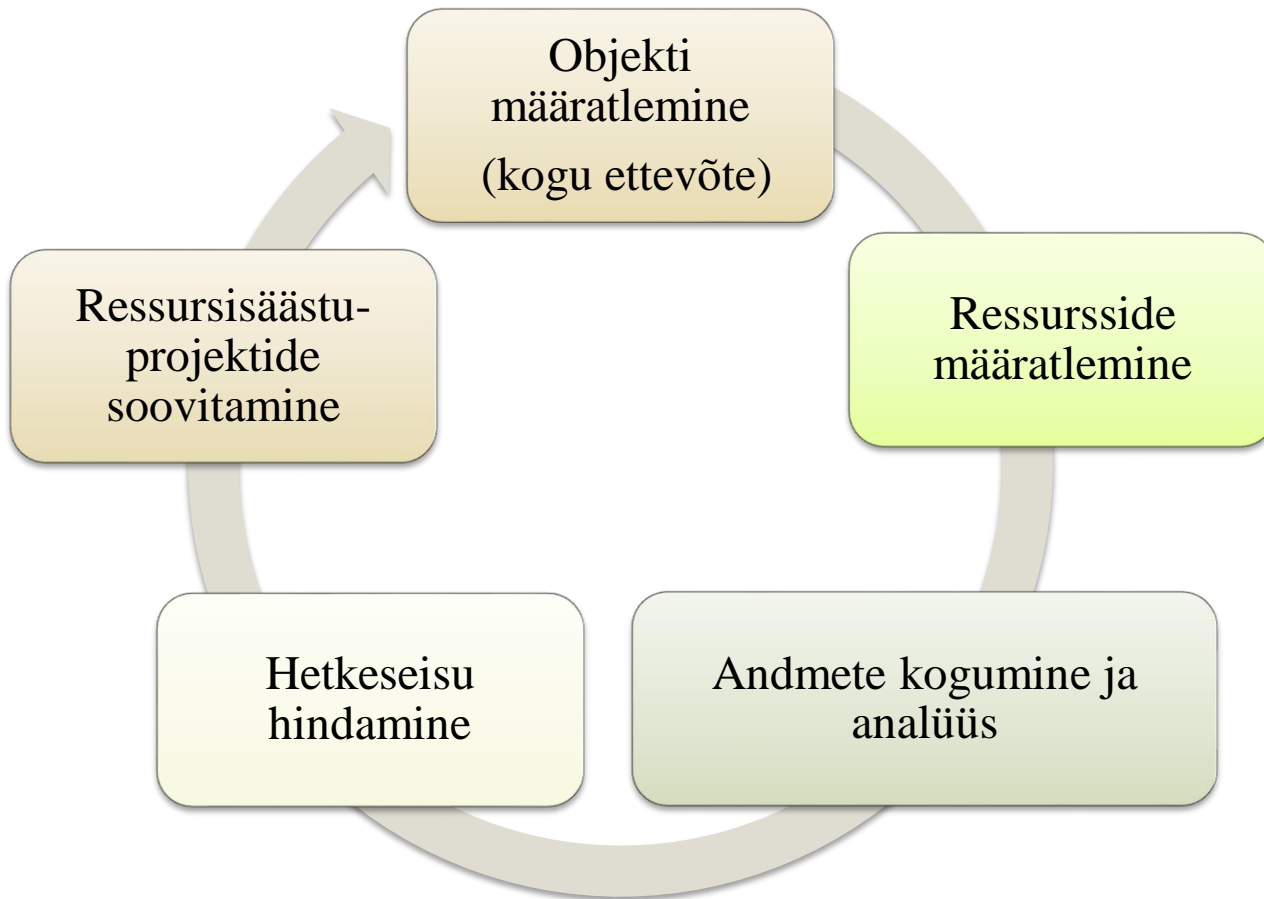 Objekti
määratlemine
(kogu ettevõte)
Ressursside
määratlemine
Andmete kogumine ja
analüüs
Hetkeseisu
hindamine
Ressursisäästu-
projektide
soovitamine